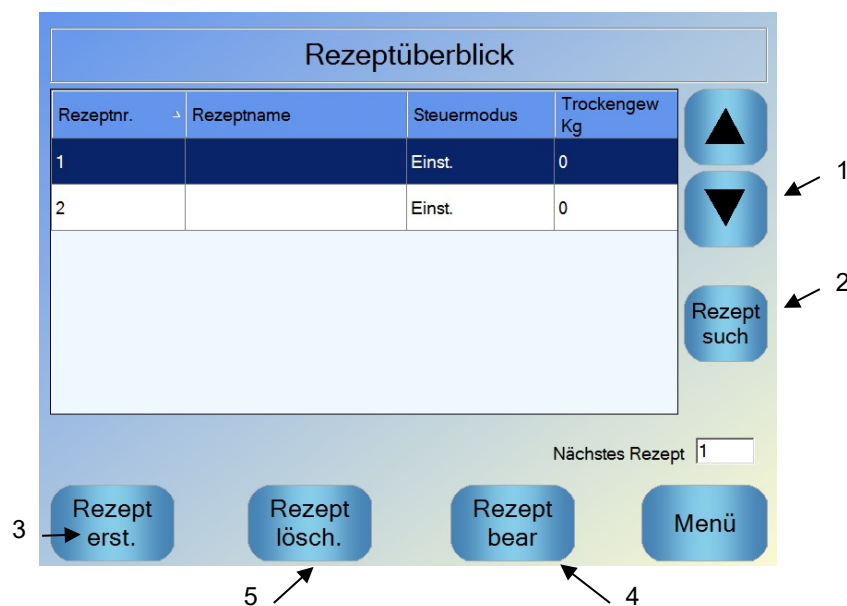 Rezeptüberblick
Rezeptnr. Rezeptname Steuermodus Trockengew
Kg
1 Einst. 0
2 Einst. 0
1
2
Rezept
such
Nächstes Rezept 1
Rezept
erst.
Rezept
lösch.
Rezept
bear
Menü
3
5
4